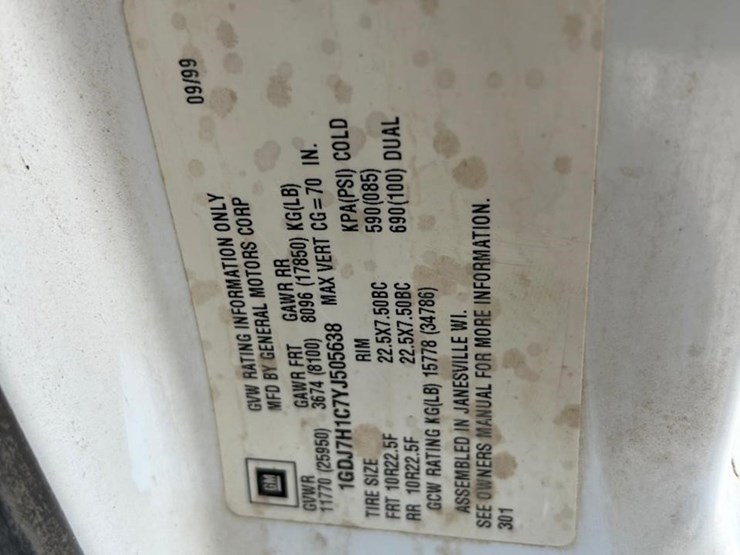 09/99
GVW RATING INFORMATION ONLY
MFD BY GENERAL MOTORS CORP
GM
GVWR GAWR FRT GAWR RR
11770 (25950) 3674 (8100) 8096 (17850) KG(LB)
1GDJ7H1C7YJ505638 MAX VERT CG=70 IN.
TIRE SIZE RIM KPA(PSI) COLD
FRT 10R22.5F 22.5X7.50BC 590(085)
RR 10R22.5F 22.5X7.50BC 690(100) DUAL
GCW RATING KG(LB) 15778 (34786)
ASSEMBLED IN JANESVILLE WI.
SEE OWNERS MANUAL FOR MORE INFORMATION.
301